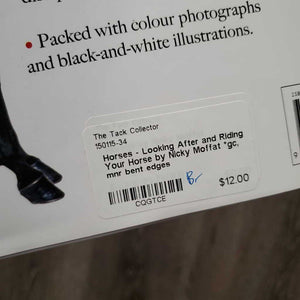 • Packed with colour photographs
and black-and-white illustrations.
The Tack Collector
150115-34
Horses - Looking After and Riding
Your Horse by Nicky Moffat *gc,
mnr bent edges
$12.00
CQGTCE